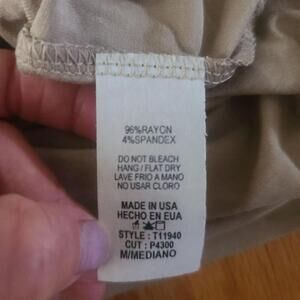 96%RAYON
4%SPANDEX
DO NOT BLEACH
HANG / FLAT DRY
LAVE FRIO A MANO
NO USAR CLORO
MADE IN USA
HECHO EN EUA
STYLE : T11940
CUT : P4300
M/MEDIANO